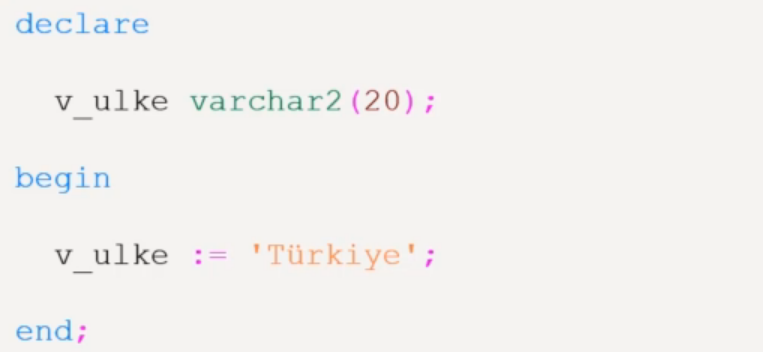 declare
v_ulke varchar2(20);
begin
v_ulke := 'Türkiye';
end;